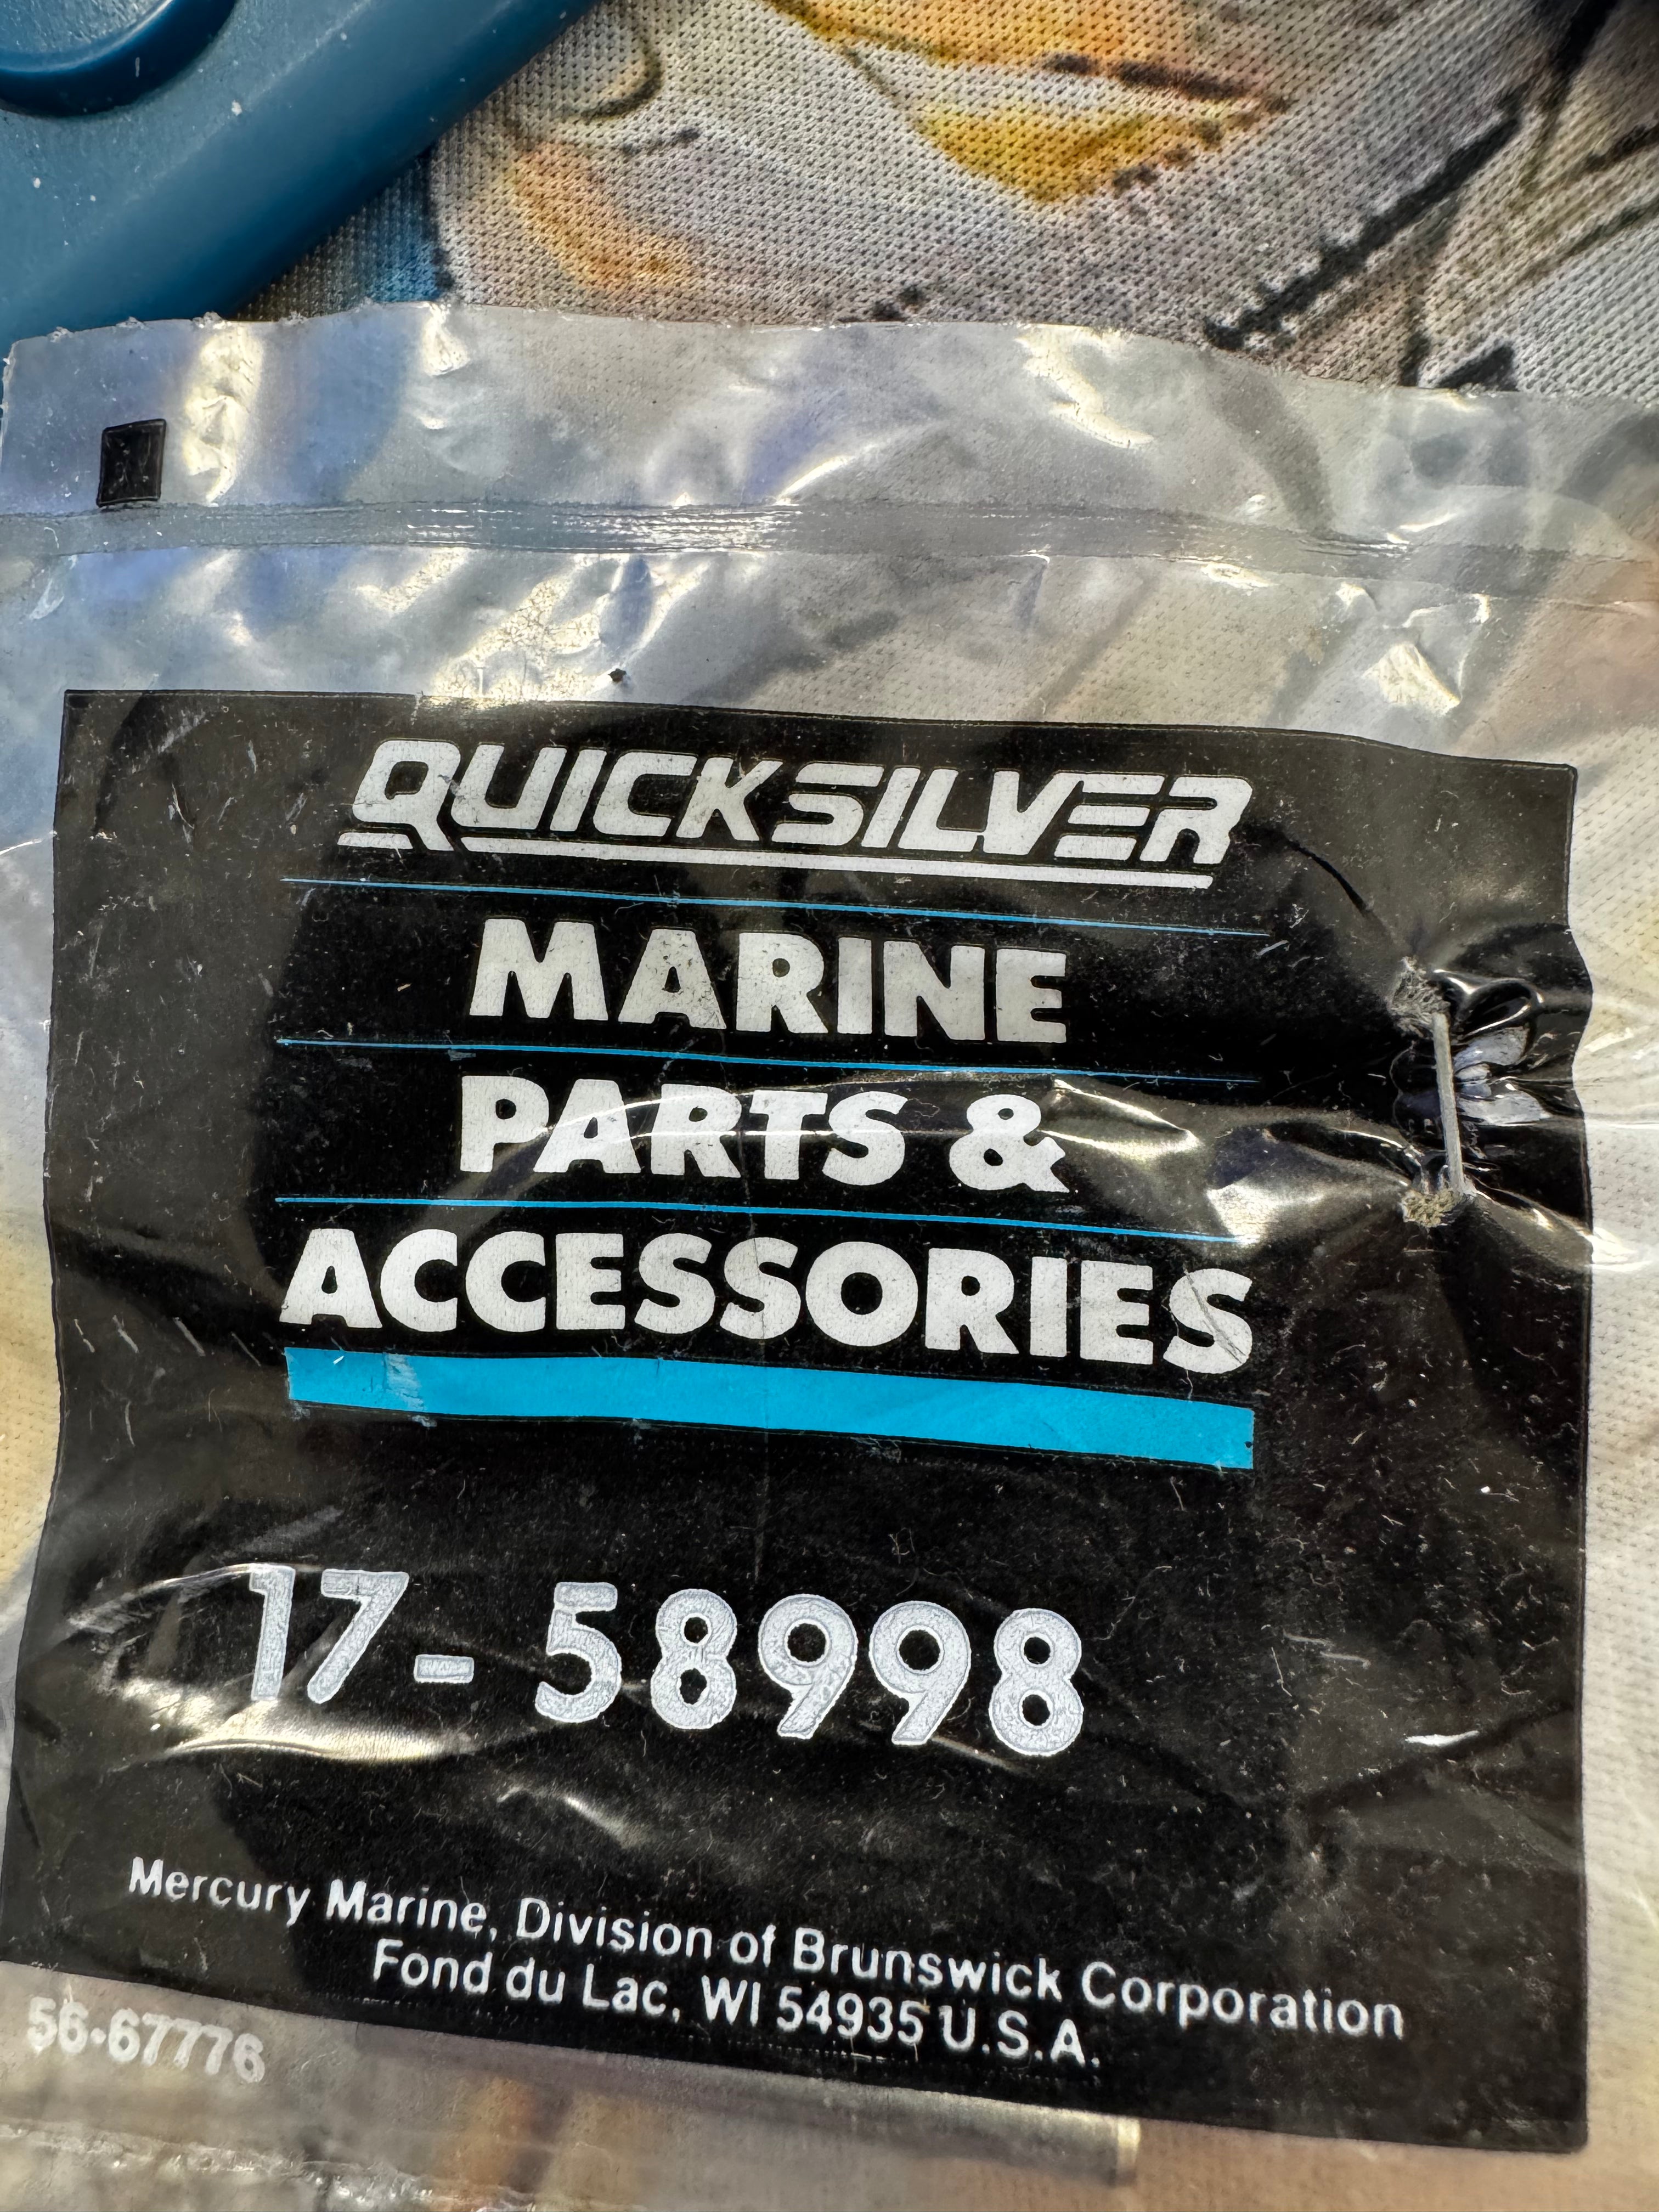 QUICKSILVER
MARINE
PARTS &
ACCESSORIES
17- 58998
Mercury Marine, Division of Brunswick Corporation
Fond du Lac, WI 54935 U.S.A.
56-67776